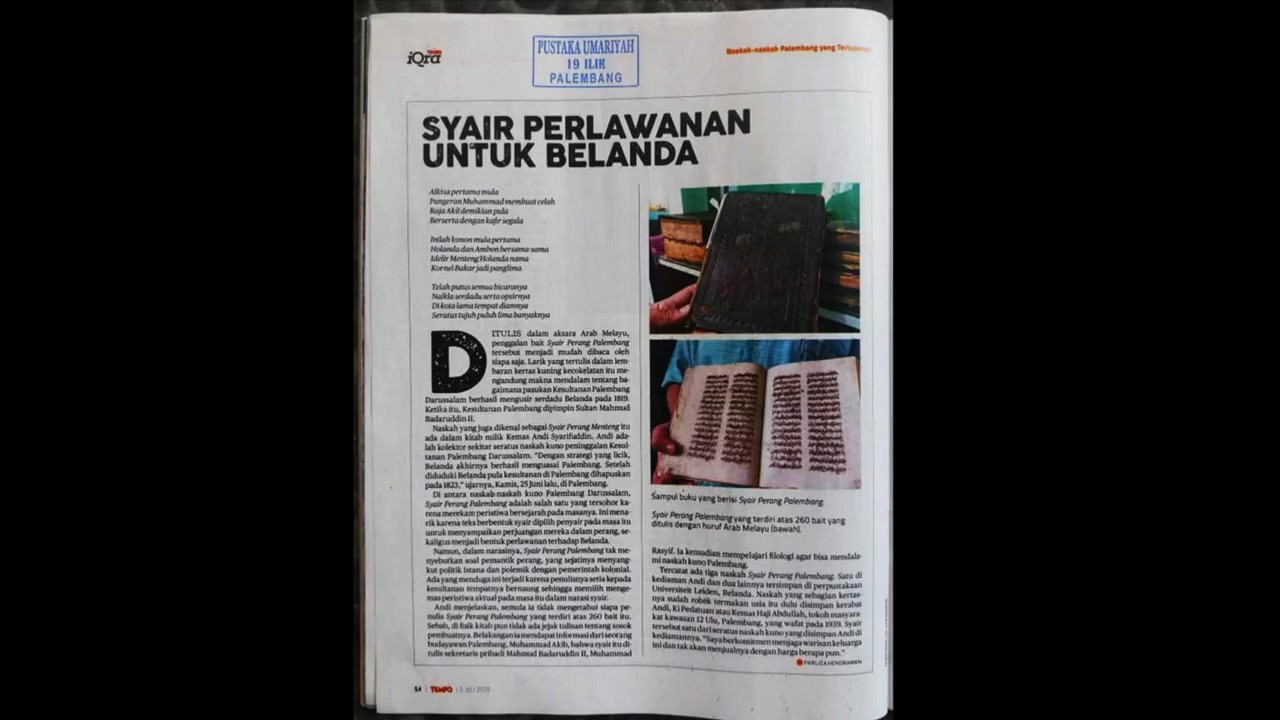 TEMPO
iQra
PUSTAKA UMARIYAH
19 ILIR
PALEMBANG
Naskah-naskah Palembang yang
SYAIR PERLAWANAN
UNTUK BELANDA
Alkisa pertama mula
Pangeran Muhammad membuat celah
Raja Akil demikian pula
Berserta dengan kafir segala
Inilah konon mula pertama
Holanda dan Ambon bersama-sama
Idelir Menteng Holanda nama
Kornel Bakar jadi panglima
Telah putus semua bicaranya
Naikla serdadu serta opsirnya
Di kota lama tempat diamnya
Seratus tujuh puluh lima banyaknya
DITULIS dalam aksara Arab Melayu,
penggalan bait Syair Perang Palembang
tersebut menjadi mudah dibaca oleh
siapa saja. Larik yang tertulis dalam lem-
baran kertas kuning kecokelatan itu me-
ngandung makna mendalam tentang ba-
gaimana pasukan Kesultanan Palembang
Darussalam berhasil mengusir serdadu Belanda pada 1819.
Ketika itu, Kesultanan Palembang dipimpin Sultan Mahmud
Badaruddin II.
Naskah yang juga dikenal sebagai Syair Perang Menteng itu
ada dalam kitab milik Kemas Andi Syarifuddin. Andi ada-
lah kolektor sekitar seratus naskah kuno peninggalan Kesul-
tanan Palembang Darussalam. "Dengan strategi yang licik,
Belanda akhirnya berhasil menguasai Palembang. Setelah
diduduki Belanda pula kesultanan di Palembang dihapuskan
pada 1823," ujarnya, Kamis, 25 Juni lalu, di Palembang.
Di antara naskah-naskah kuno Palembang Darussalam,
Syair Perang Palembang adalah salah satu yang tersohor ka-
rena merekam peristiwa bersejarah pada masanya. Ini mena-
rik karena teks berbentuk syair dipilih penyair pada masa itu
untuk menyampaikan perjuangan mereka dalam perang, se-
kaligus menjadi bentuk perlawanan terhadap Belanda.
Namun, dalam narasinya, Syair Perang Palembang tak me-
nyebutkan soal pemantik perang, yang sejatinya menyang-
kut politik Istana dan polemik dengan pemerintah kolonial.
Ada yang menduga ini terjadi karena penulisnya setia kepada
kesultanan tempatnya bernaung sehingga memilih menge-
mas peristiwa aktual pada masa itu dalam narasi syair.
Andi menjelaskan, semula ia tidak mengetahui siapa pe-
nulis Syair Perang Palembang yang terdiri atas 260 bait itu.
Sebab, di fisik kitab pun tidak ada jejak tulisan tentang sosok
pembuatnya. Belakangan ia mendapat informasi dari seorang
budayawan Palembang, Muhammad Akib, bahwa syair itu di-
tulis sekretaris pribadi Mahmud Badaruddin II, Muhammad
Sampul buku yang berisi Syair Perang Palembang.
Syair Perang Palembang yang terdiri atas 260 bait yang
ditulis dengan huruf Arab Melayu (bawah).
Rasyif. Ia kemudian mempelajari filologi agar bisa mendala-
mi naskah kuno Palembang.
Tercatat ada tiga naskah Syair Perang Palembang. Satu di
kediaman Andi dan dua lainnya tersimpan di perpustakaan
Universiteit Leiden, Belanda. Naskah yang sebagian kertas-
nya sudah robek termakan usia itu dulu disimpan kerabat
Andi, Ki Pedatuan atau Kemas Haji Abdullah, tokoh masyara-
kat kawasan 12 Ulu, Palembang, yang wafat pada 1939. Syair
tersebut satu dari seratus naskah kuno yang disimpan Andi di
kediamannya. "Saya berkomitmen menjaga warisan keluarga
ini dan tak akan menjualnya dengan harga berapa pun."
PARLIZA HENDRAWAN
54 | TEMPO |